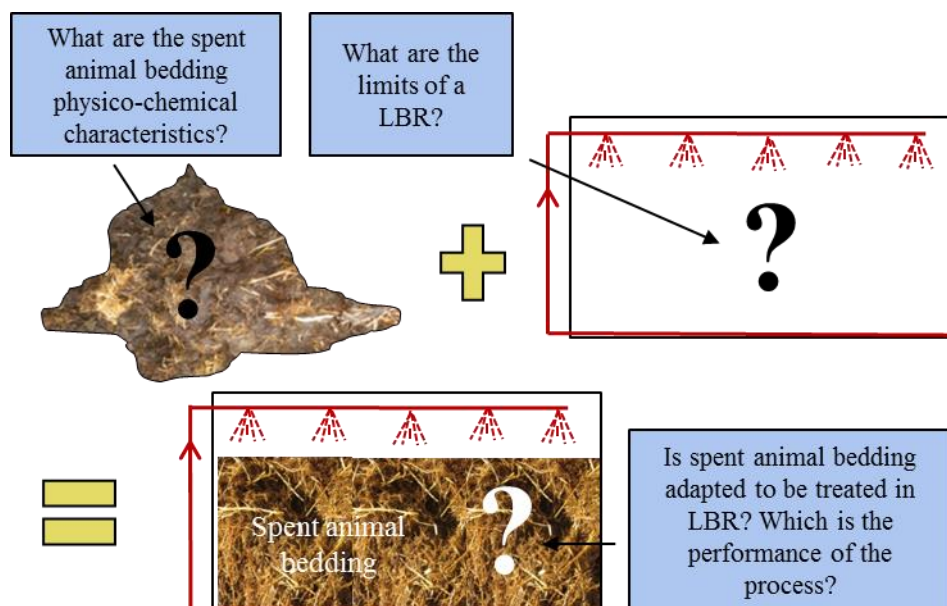 What are the spent
animal bedding
physico-chemical
characteristics?
What are the
limits of a
LBR?
?
?
Spent animal
bedding
?
Is spent animal bedding
adapted to be treated in
LBR? Which is the
performance of the
process?